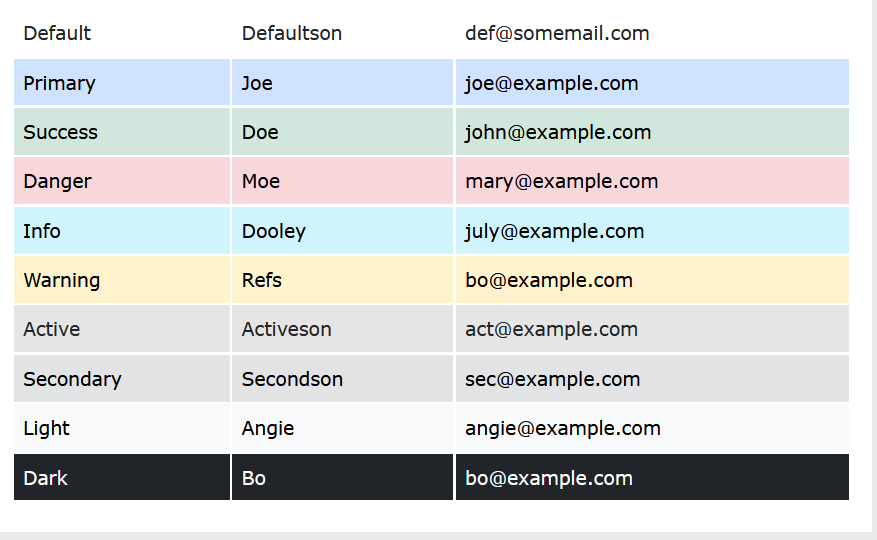 Default Defaultson def@somemail.com
Primary Joe joe@example.com
Success Doe john@example.com
Danger Moe mary@example.com
Info Dooley july@example.com
Warning Refs bo@example.com
Active Activeson act@example.com
Secondary Secondson sec@example.com
Light Angie angie@example.com
Dark Bo bo@example.com